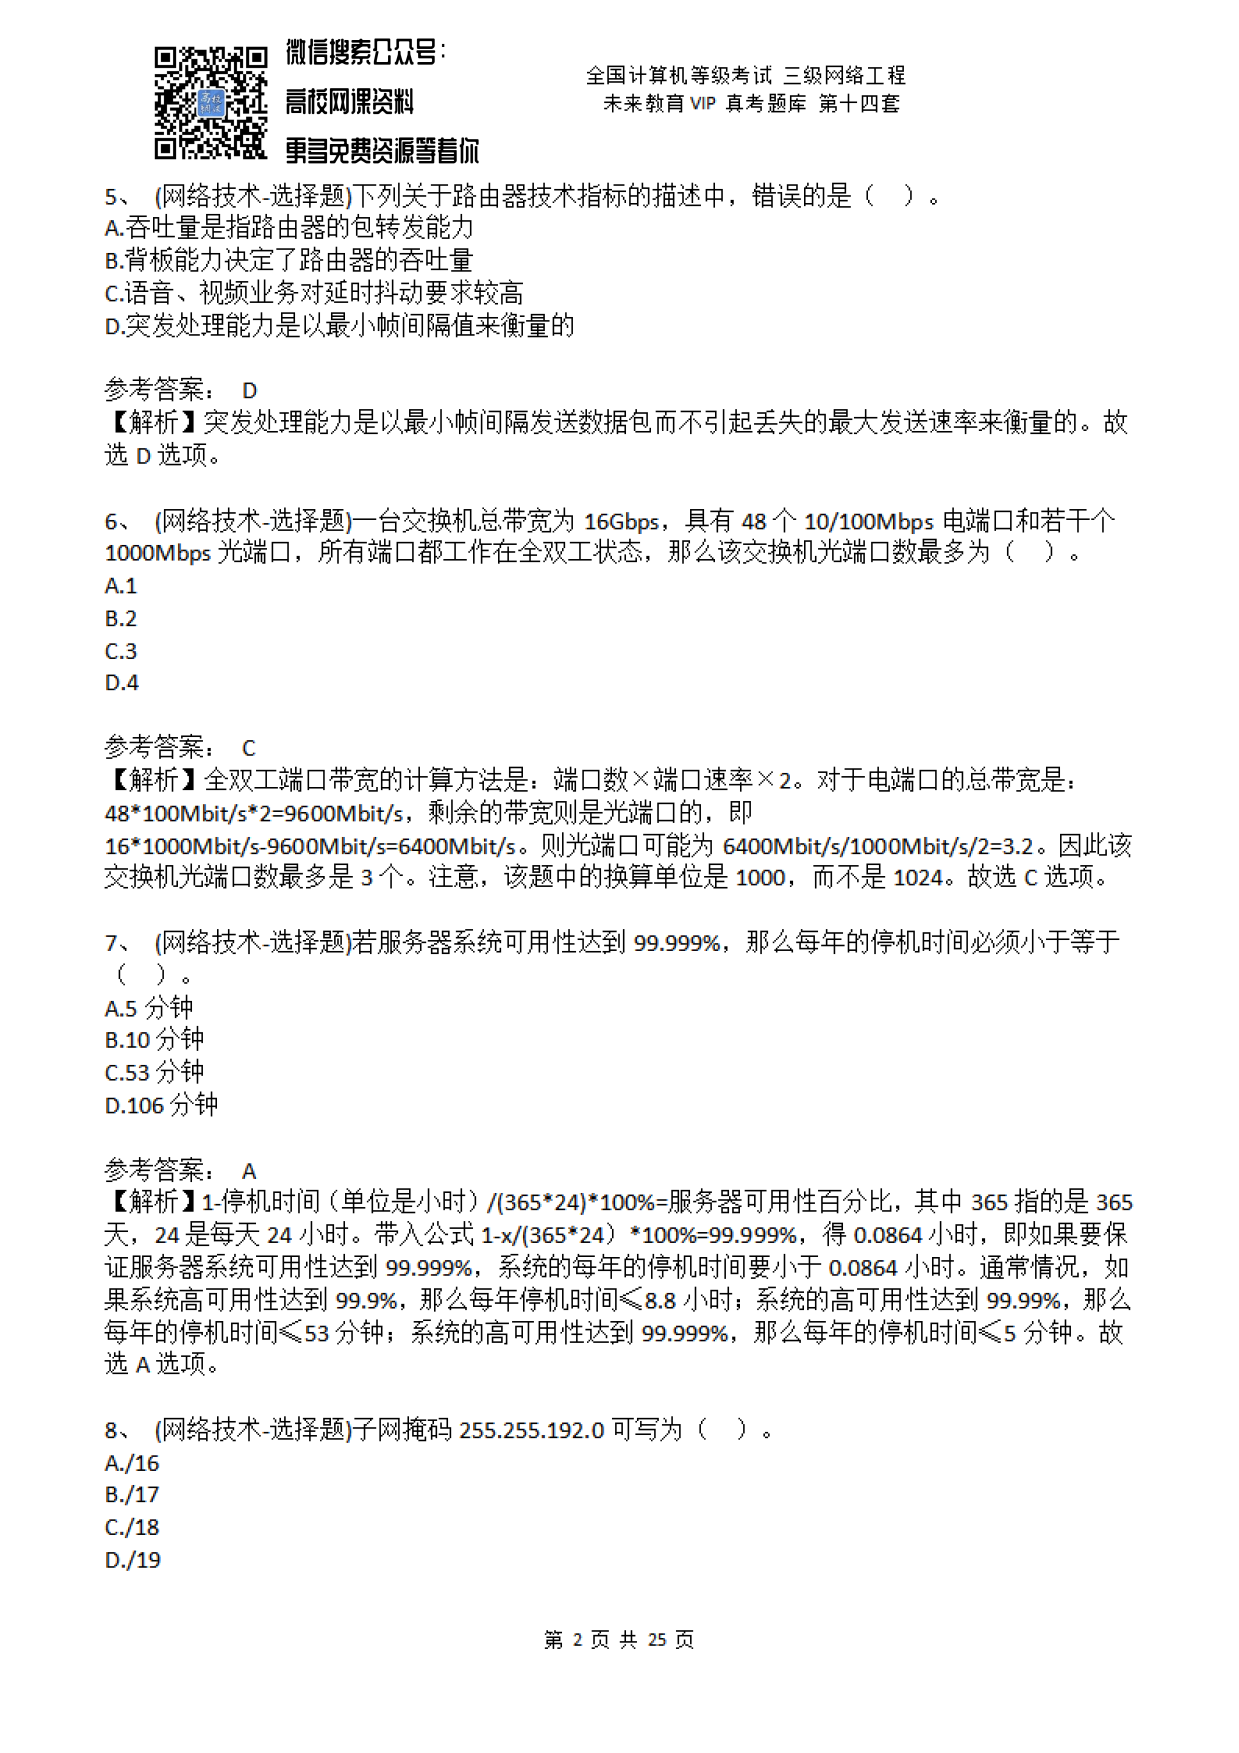 微信搜索公众号：
高校网课资料
更多免费资源等着你
全国计算机等级考试 三级网络工程
未来教育 VIP 真考题库 第十四套
5、 (网络技术-选择题)下列关于路由器技术指标的描述中，错误的是（ ）。
A.吞吐量是指路由器的包转发能力
B.背板能力决定了路由器的吞吐量
C.语音、视频业务对延时抖动要求较高
D.突发处理能力是以最小帧间隔值来衡量的
参考答案： D
【解析】突发处理能力是以最小帧间隔发送数据包而不引起丢失的最大发送速率来衡量的。故
选 D 选项。
6、 (网络技术-选择题)一台交换机总带宽为 16Gbps，具有 48 个 10/100Mbps 电端口和若干个
1000Mbps 光端口，所有端口都工作在全双工状态，那么该交换机光端口数最多为（ ）。
A.1
B.2
C.3
D.4
参考答案： C
【解析】全双工端口带宽的计算方法是：端口数×端口速率×2。对于电端口的总带宽是：
48*100Mbit/s*2=9600Mbit/s，剩余的带宽则是光端口的，即
16*1000Mbit/s-9600Mbit/s=6400Mbit/s。则光端口可能为 6400Mbit/s/1000Mbit/s/2=3.2。因此该
交换机光端口数最多是 3 个。注意，该题中的换算单位是 1000，而不是 1024。故选 C 选项。
7、 (网络技术-选择题)若服务器系统可用性达到 99.999%，那么每年的停机时间必须小于等于
（ ）。
A.5 分钟
B.10 分钟
C.53 分钟
D.106 分钟
参考答案： A
【解析】1-停机时间（单位是小时）/(365*24)*100%=服务器可用性百分比，其中 365 指的是 365
天，24 是每天 24 小时。带入公式 1-x/(365*24）*100%=99.999%，得 0.0864 小时，即如果要保
证服务器系统可用性达到 99.999%，系统的每年的停机时间要小于 0.0864 小时。通常情况，如
果系统高可用性达到 99.9%，那么每年停机时间≤8.8 小时；系统的高可用性达到 99.99%，那么
每年的停机时间≤53 分钟；系统的高可用性达到 99.999%，那么每年的停机时间≤5 分钟。故
选 A 选项。
8、 (网络技术-选择题)子网掩码 255.255.192.0 可写为（ ）。
A./16
B./17
C./18
D./19
第 2 页 共 25 页